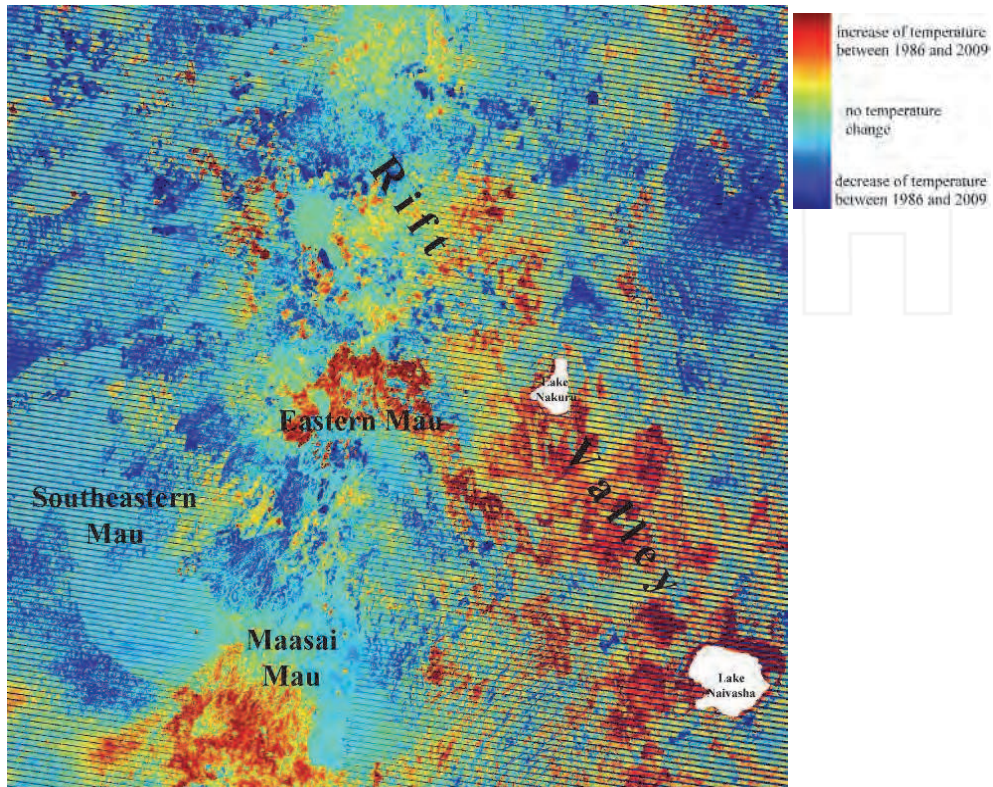 increase of temperature
between 1986 and 2009
no temperature
change
decrease of temperature
between 1986 and 2009
Rift
Lake
Nakuru
Eastern Mau
Valley
Southeastern
Mau
Maasai
Mau
Lake
Naivasha